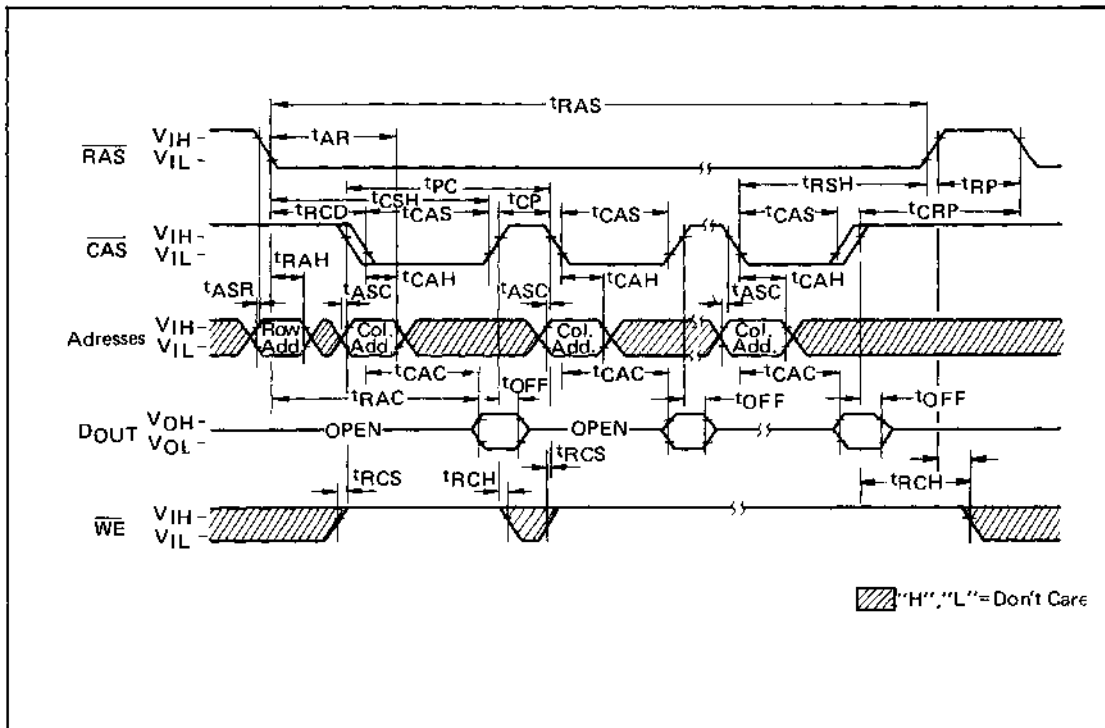 tRAS
tAR
VIH -
RAS
VIL -
tPC
tRSH
tRP
tCSH
tCP
tRCD
tCAS
tCAS
tCAS
tCRP
VIH -
CAS
VIL -
tRAH
tCAH
tCAH
tCAH
tASR
tASC
tASC
tASC
Adresses
VIH -
VIL -
Row Add.
Col. Add.
Col. Add.
Col. Add.
tCAC
tOFF
tCAC
tCAC
tRAC
tOFF
tOFF
DOUT
VOH -
VOL -
OPEN
OPEN
tRCS
tRCH
tRCS
tRCH
WE
VIH -
VIL -
"H","L"=Don't Care